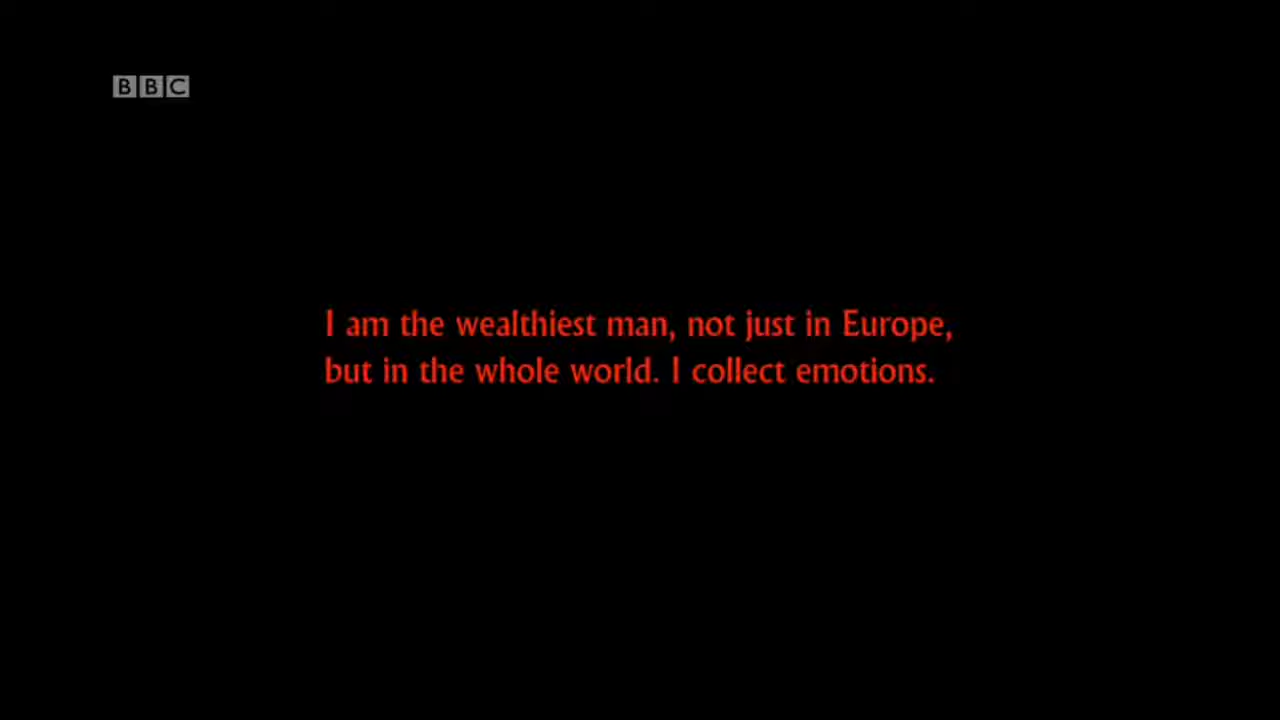 BBC
I am the wealthiest man, not just in Europe,
but in the whole world. I collect emotions.